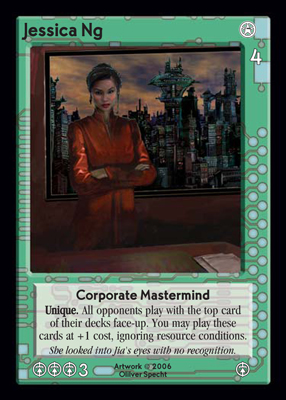 Jessica Ng
4
Corporate Mastermind
Unique. All opponents play with the top card
of their decks face-up. You may play these
cards at +1 cost, ignoring resource conditions.
She looked into Jia's eyes with no recognition.
3
Artwork © 2006
Olliver Specht